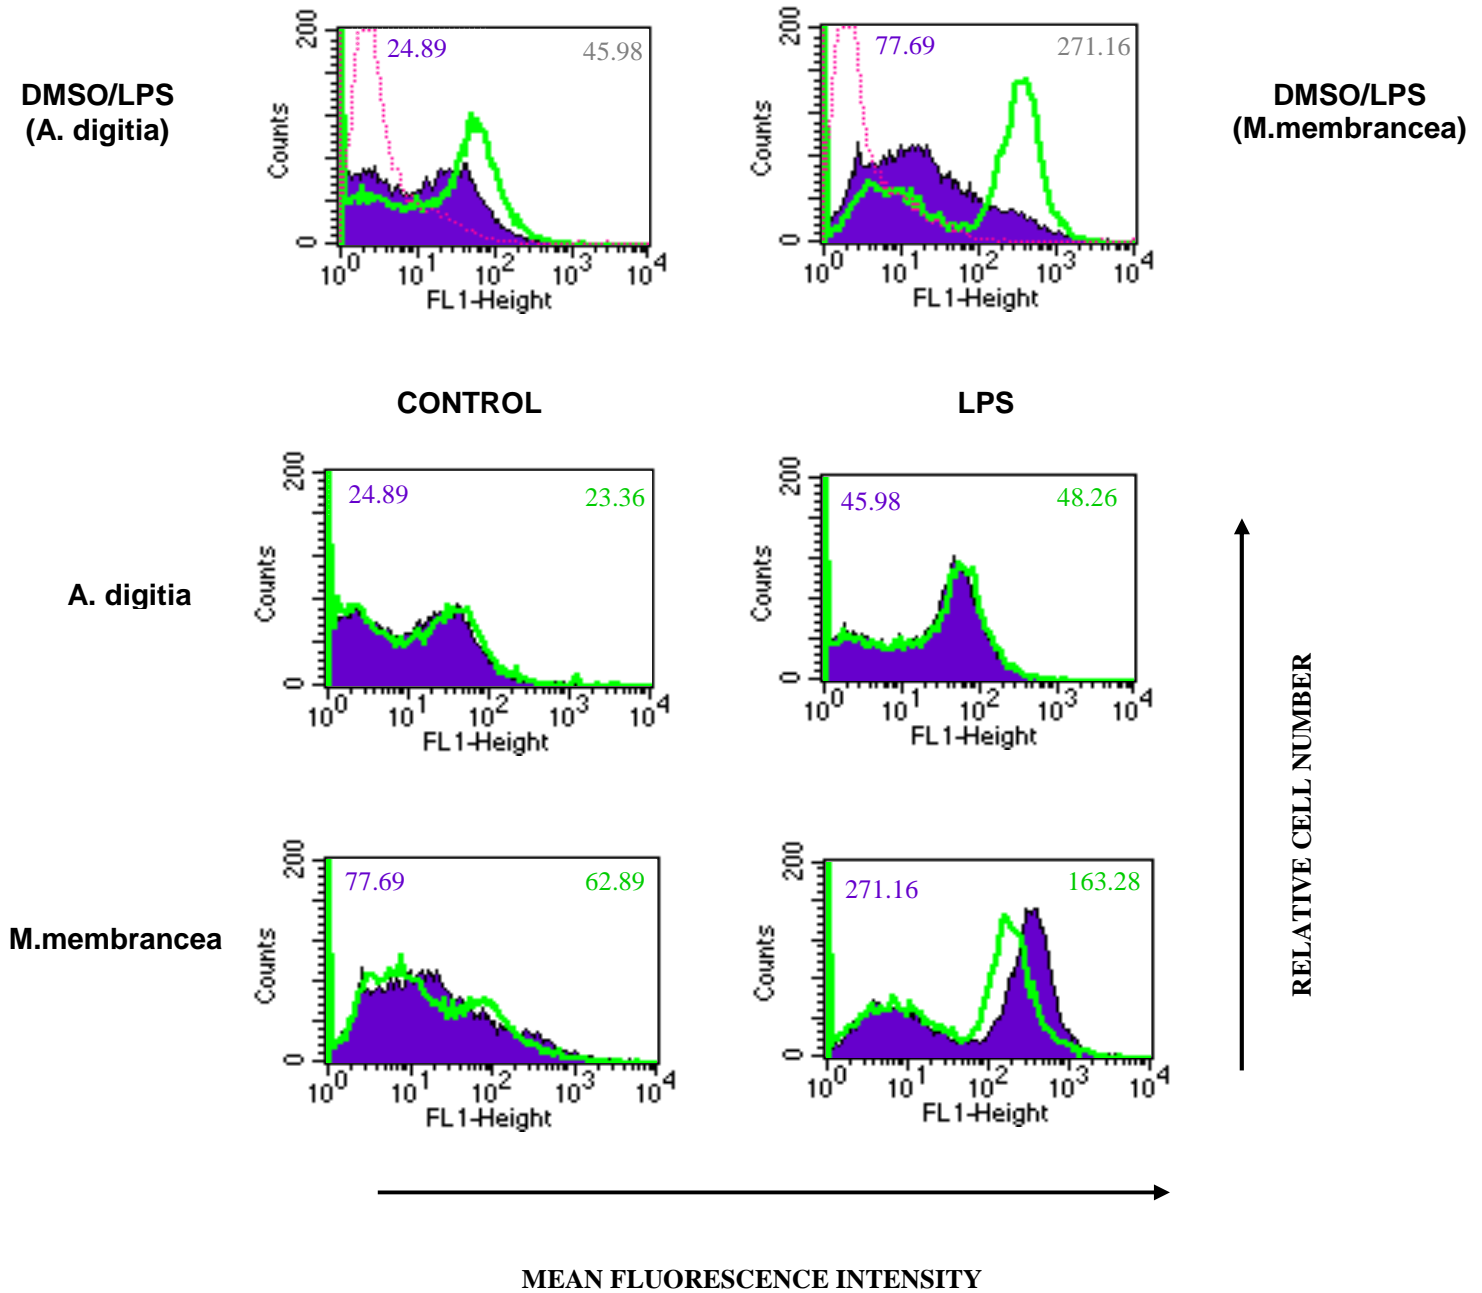 DMSO/LPS
(A. digitia)
200
24.89
45.98
Counts
0
10^0 10^1 10^2 10^3 10^4
FL1-Height
200
77.69
271.16
Counts
0
10^0 10^1 10^2 10^3 10^4
FL1-Height
DMSO/LPS
(M.membrancea)
CONTROL
LPS
A. digitia
200
24.89
23.36
Counts
0
10^0 10^1 10^2 10^3 10^4
FL1-Height
200
45.98
48.26
Counts
0
10^0 10^1 10^2 10^3 10^4
FL1-Height
M.membrancea
200
77.69
62.89
Counts
0
10^0 10^1 10^2 10^3 10^4
FL1-Height
200
271.16
163.28
Counts
0
10^0 10^1 10^2 10^3 10^4
FL1-Height
RELATIVE CELL NUMBER
MEAN FLUORESCENCE INTENSITY